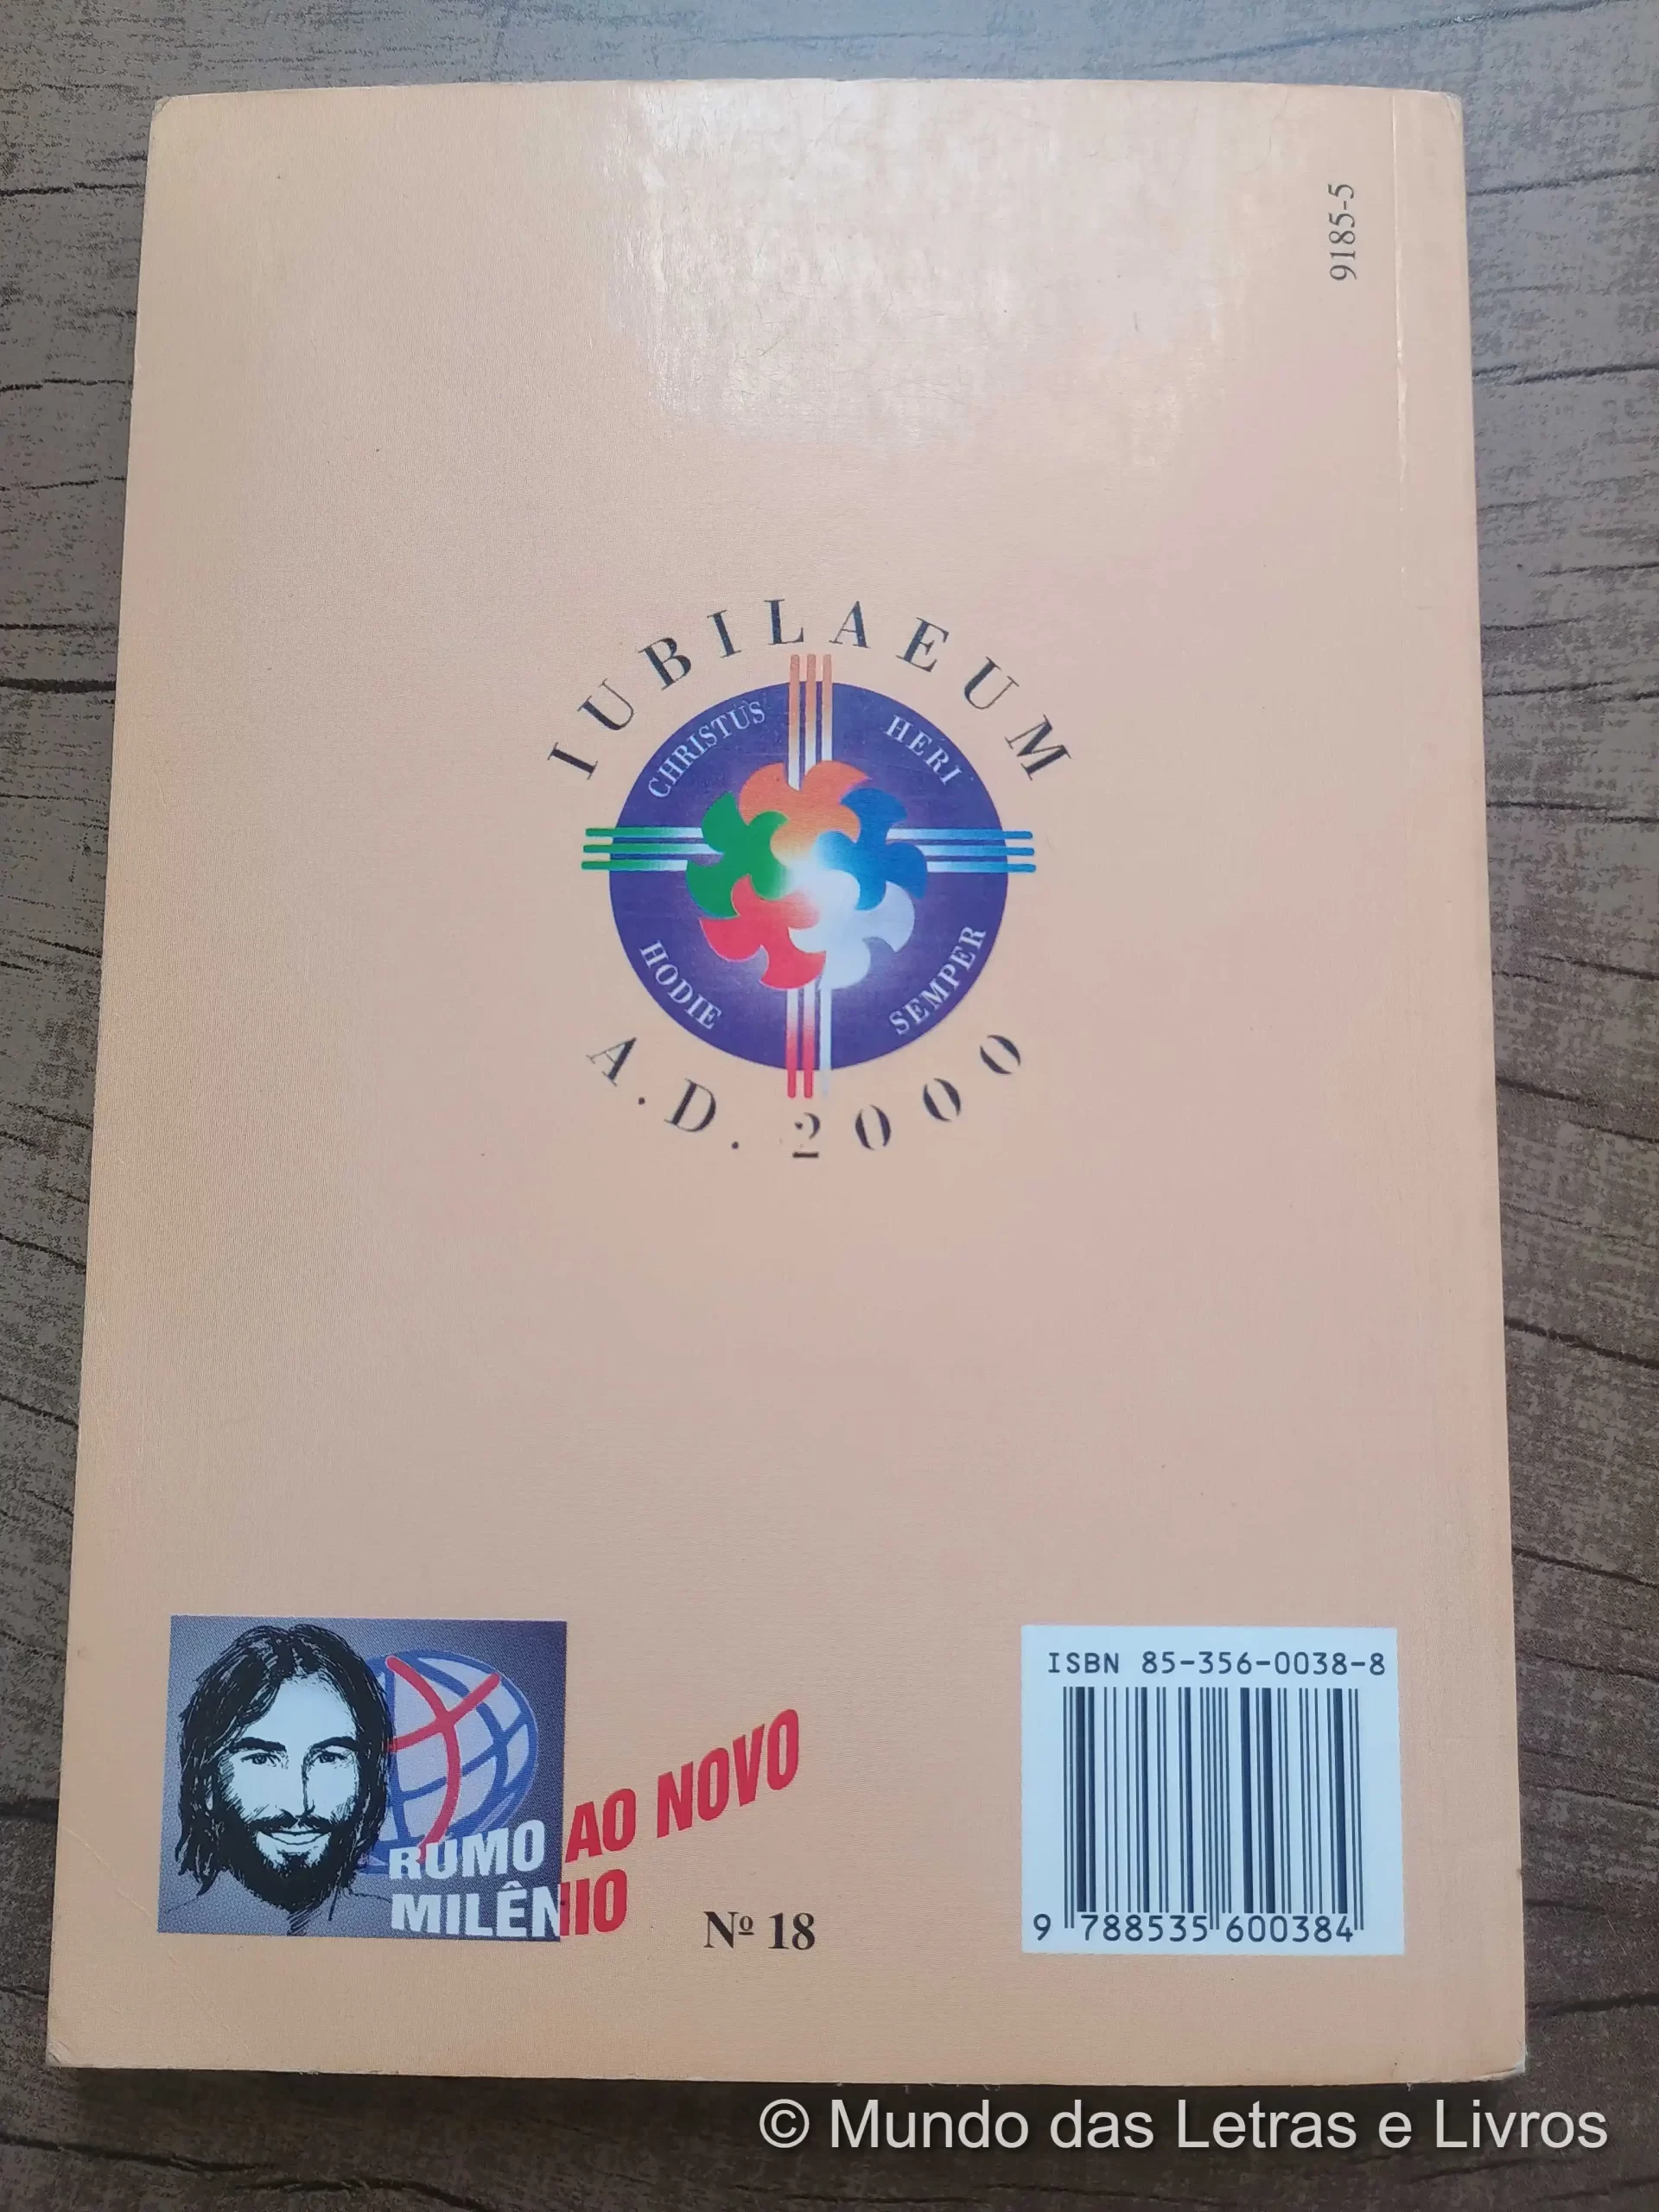 9185-5
IUBILAEUM
CHRISTUS HERI
HODIE SEMPER
A.D. 2000
RUMO AO NOVO
MILÊNIO
Nº 18
ISBN 85-356-0038-8
9 788535 600384
© Mundo das Letras e Livros